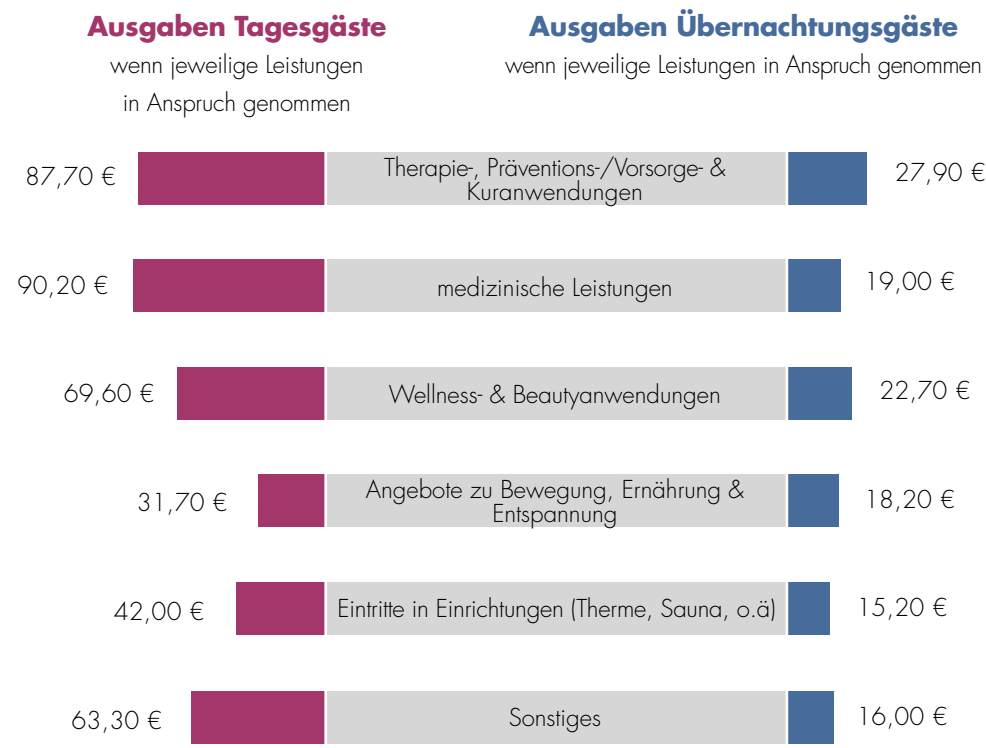 Ausgaben Tagesgäste
wenn jeweilige Leistungen
in Anspruch genommen
Ausgaben Übernachtungsgäste
wenn jeweilige Leistungen in Anspruch genommen
87,70 €
Therapie-, Präventions-/Vorsorge- &
Kuranwendungen
27,90 €
90,20 €
medizinische Leistungen
19,00 €
69,60 €
Wellness- & Beautyanwendungen
22,70 €
31,70 €
Angebote zu Bewegung, Ernährung &
Entspannung
18,20 €
42,00 €
Eintritte in Einrichtungen (Therme, Sauna, o.ä)
15,20 €
63,30 €
Sonstiges
16,00 €